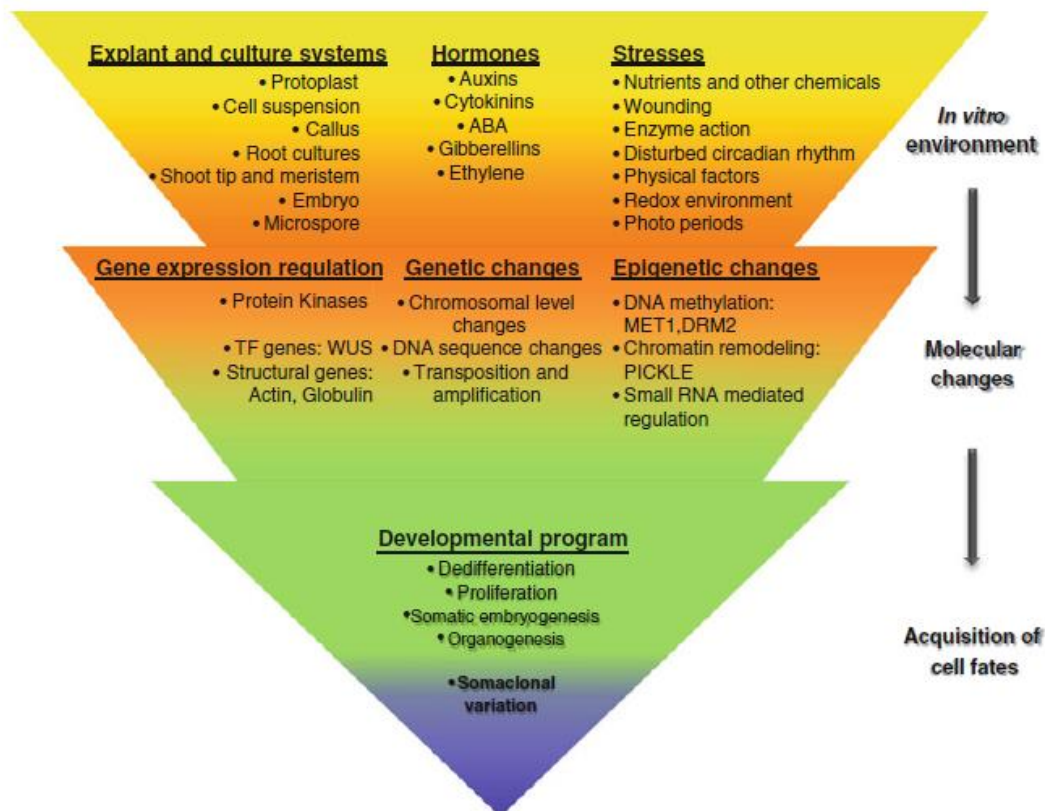 Explant and culture systems
• Protoplast
• Cell suspension
• Callus
• Root cultures
• Shoot tip and meristem
• Embryo
• Microspore
Hormones
• Auxins
• Cytokinins
• ABA
• Gibberellins
• Ethylene
Stresses
• Nutrients and other chemicals
• Wounding
• Enzyme action
• Disturbed circadian rhythm
• Physical factors
• Redox environment
• Photo periods
In vitro
environment
Gene expression regulation
• Protein Kinases
• TF genes: WUS
• Structural genes:
Actin, Globulin
Genetic changes
• Chromosomal level
changes
• DNA sequence changes
• Transposition and
amplification
Epigenetic changes
• DNA methylation:
MET1,DRM2
• Chromatin remodeling:
PICKLE
• Small RNA mediated
regulation
Molecular
changes
Developmental program
• Dedifferentiation
• Proliferation
• Somatic embryogenesis
• Organogenesis
• Somaclonal
variation
Acquisition of
cell fates